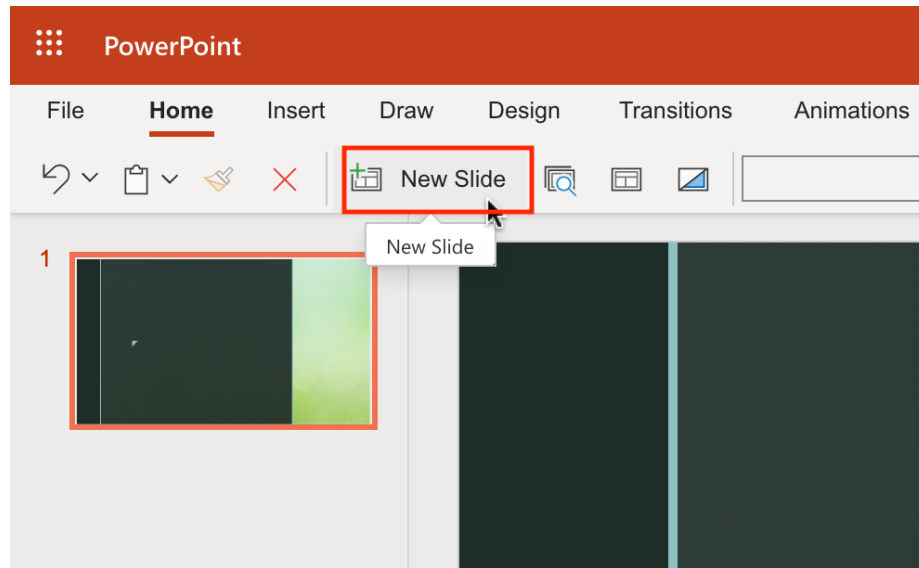 PowerPoint
File Home Insert Draw Design Transitions Animations
New Slide
New Slide
1